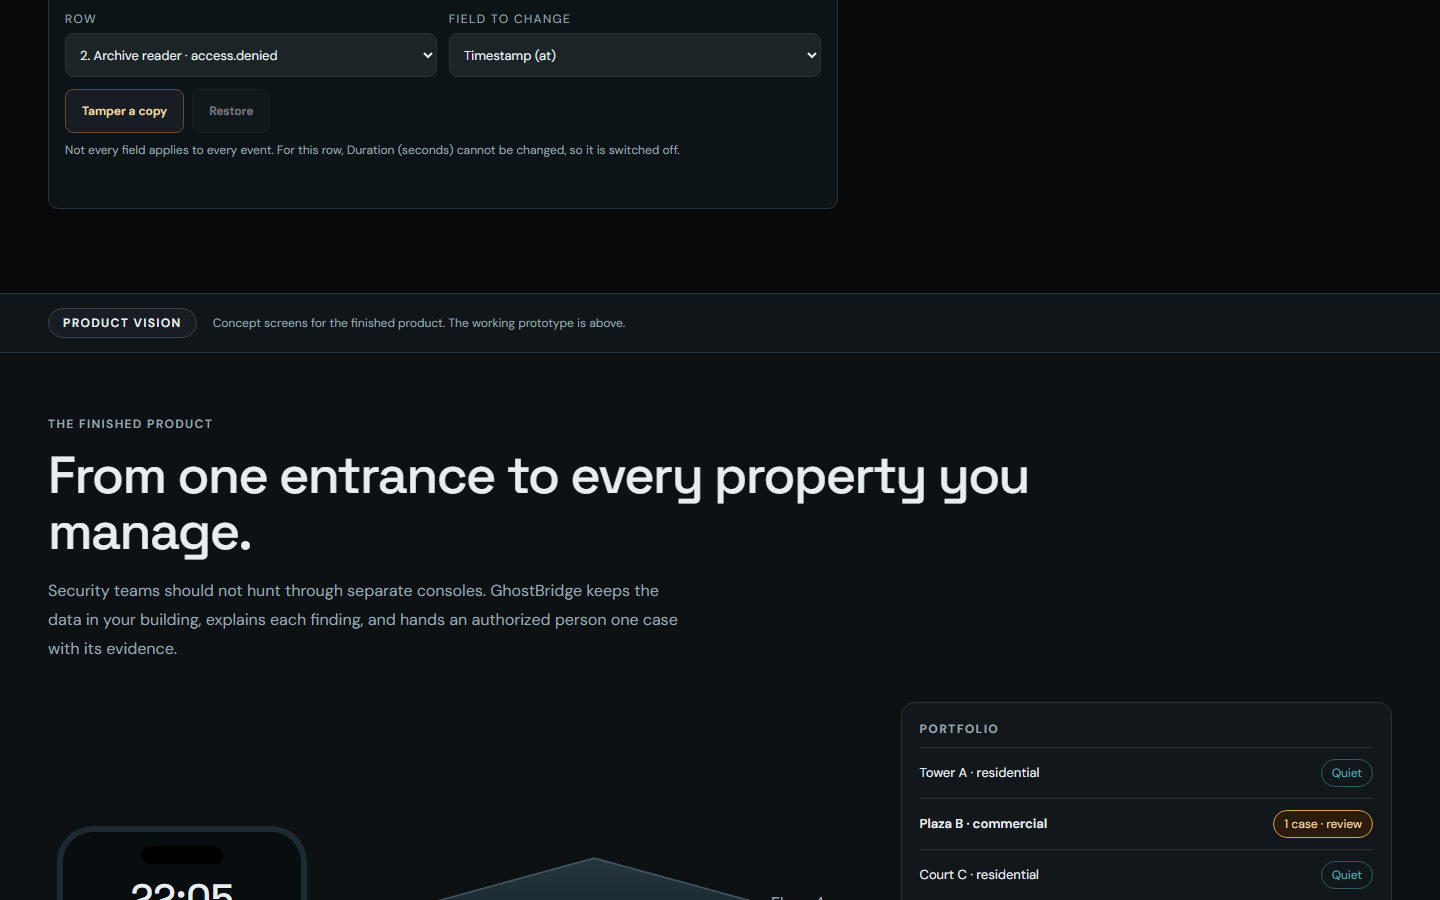 ROW
FIELD TO CHANGE
2. Archive reader · access.denied
Timestamp (at)
Tamper a copy
Restore
Not every field applies to every event. For this row, Duration (seconds) cannot be changed, so it is switched off.
PRODUCT VISION
Concept screens for the finished product. The working prototype is above.
THE FINISHED PRODUCT
From one entrance to every property you
manage.
Security teams should not hunt through separate consoles. GhostBridge keeps the
data in your building, explains each finding, and hands an authorized person one case
with its evidence.
PORTFOLIO
Tower A · residential
Quiet
Plaza B · commercial
1 case · review
Court C · residential
Quiet
22:05